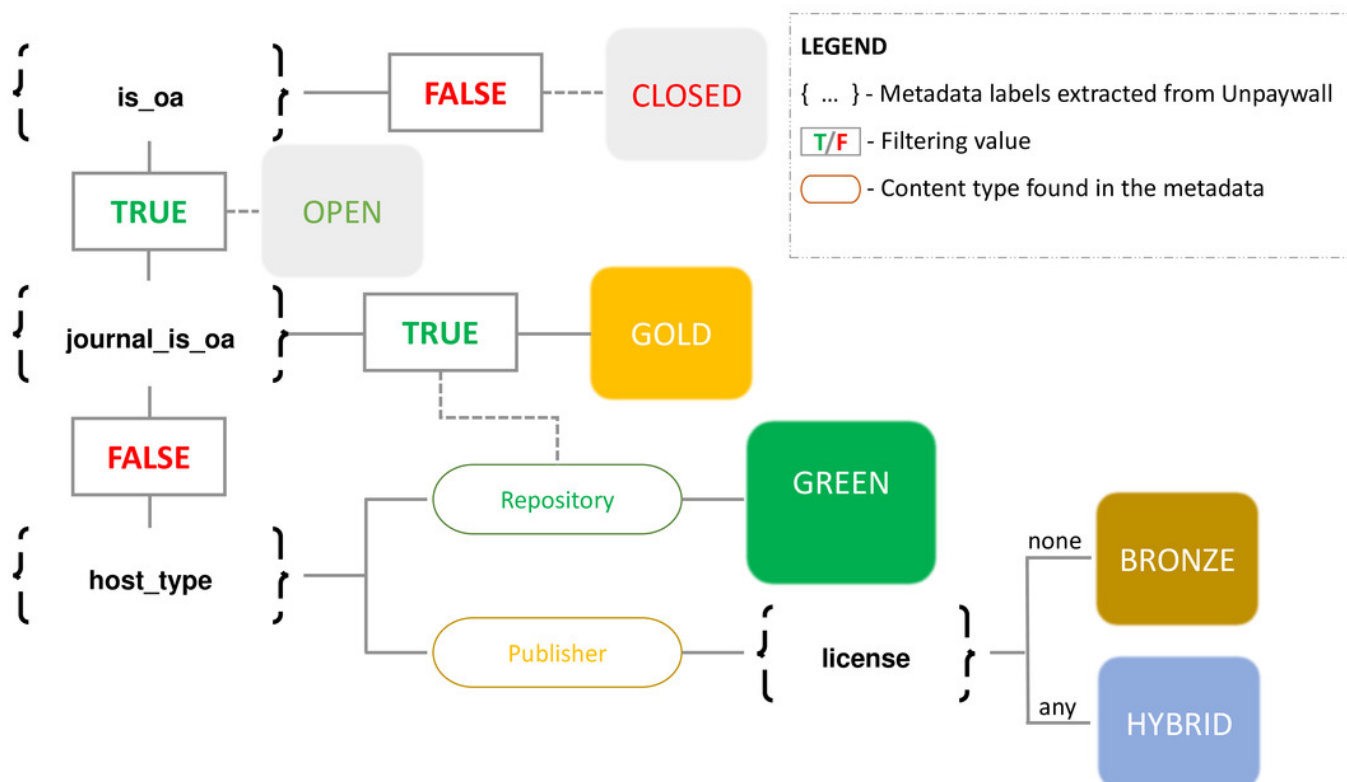 is_oa
FALSE
CLOSED
LEGEND
{ ... } - Metadata labels extracted from Unpaywall
T/F - Filtering value
- Content type found in the metadata
TRUE
OPEN
journal_is_oa
TRUE
GOLD
FALSE
Repository
GREEN
host_type
none
BRONZE
Publisher
license
any
HYBRID